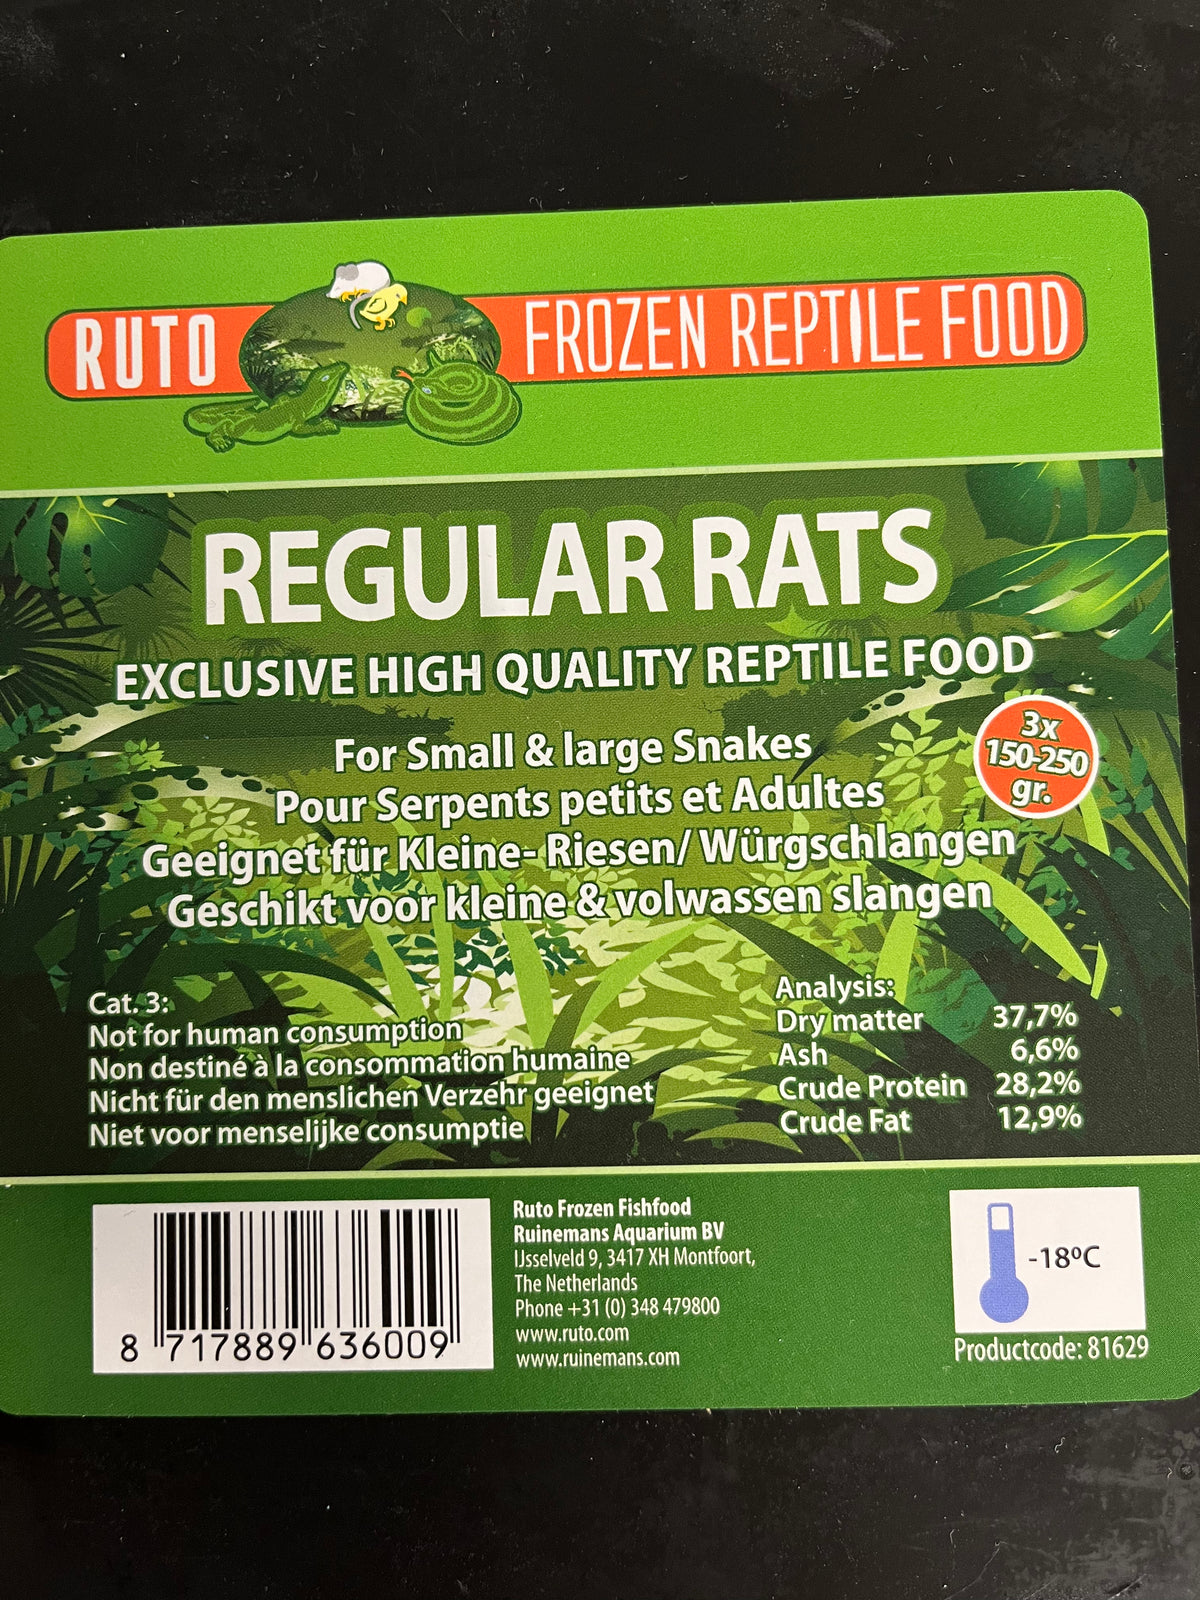 RUTO
FROZEN REPTILE FOOD
REGULAR RATS
EXCLUSIVE HIGH QUALITY REPTILE FOOD
3x
150-250
gr.
For Small & large Snakes
Pour Serpents petits et Adultes
Geeignet für Kleine- Riesen/ Würgschlangen
Geschikt voor kleine & volwassen slangen
Cat. 3:
Not for human consumption
Non destiné à la consommation humaine
Nicht für den menslichen Verzehr geeignet
Niet voor menselijke consumptie
Analysis:
Dry matter 37,7%
Ash 6,6%
Crude Protein 28,2%
Crude Fat 12,9%
8 717889 636009
Ruto Frozen Fishfood
Ruinemans Aquarium BV
IJsselveld 9, 3417 XH Montfoort,
The Netherlands
Phone +31 (0) 348 479800
www.ruto.com
www.ruinemans.com
-18ºC
Productcode: 81629